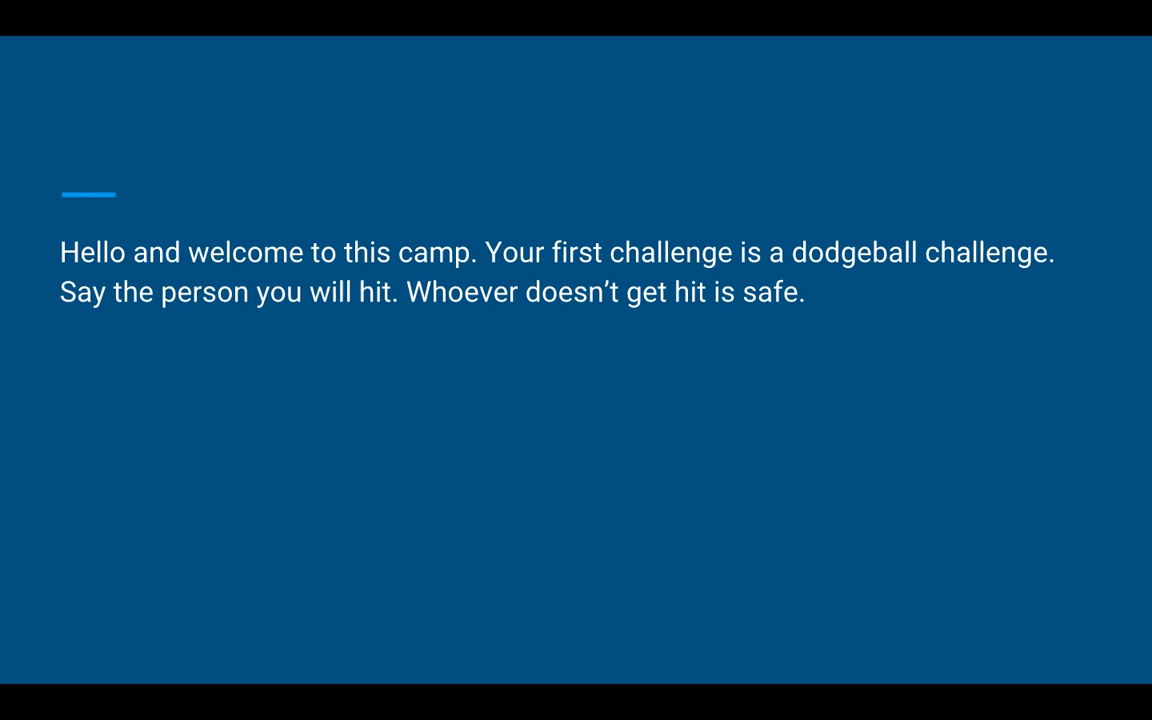 Hello and welcome to this camp. Your first challenge is a dodgeball challenge.
Say the person you will hit. Whoever doesn’t get hit is safe.